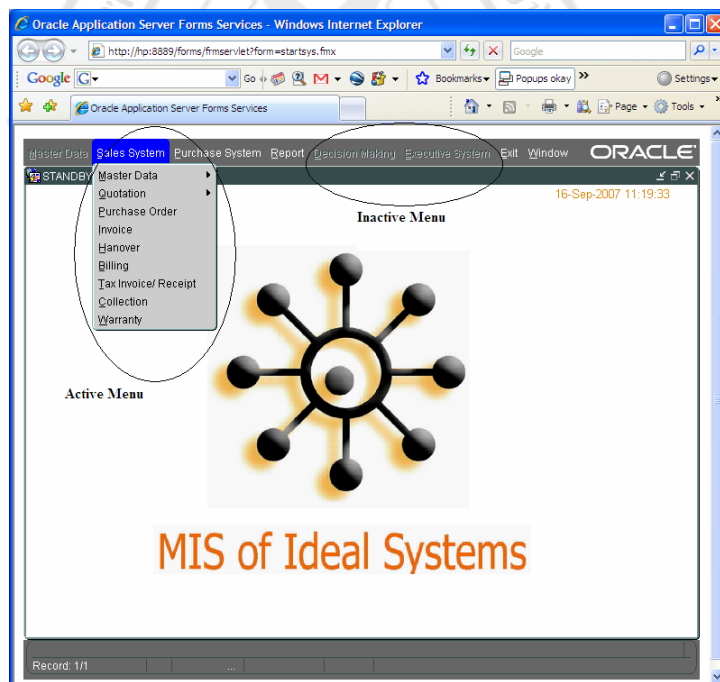 Oracle Application Server Forms Services - Windows Internet Explorer
http://hp:8889/forms/frmservlet?form=startsys.fmx
Google
Google G Go Bookmarks Popups okay >> Settings
Oracle Application Server Forms Services Page Tools »
Master Data Sales System Purchase System Report Decision Making Executive System Exit Window ORACLE
STANDBY
16-Sep-2007 11:19:33
Master Data
Quotation
Purchase Order
Invoice
Hanover
Billing
Tax Invoice/ Receipt
Collection
Warranty
Inactive Menu
Active Menu
MIS of Ideal Systems
Record: 1/1 ...